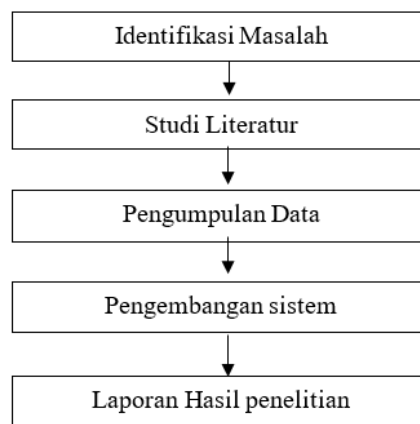 Identifikasi Masalah
Studi Literatur
Pengumpulan Data
Pengembangan sistem
Laporan Hasil penelitian